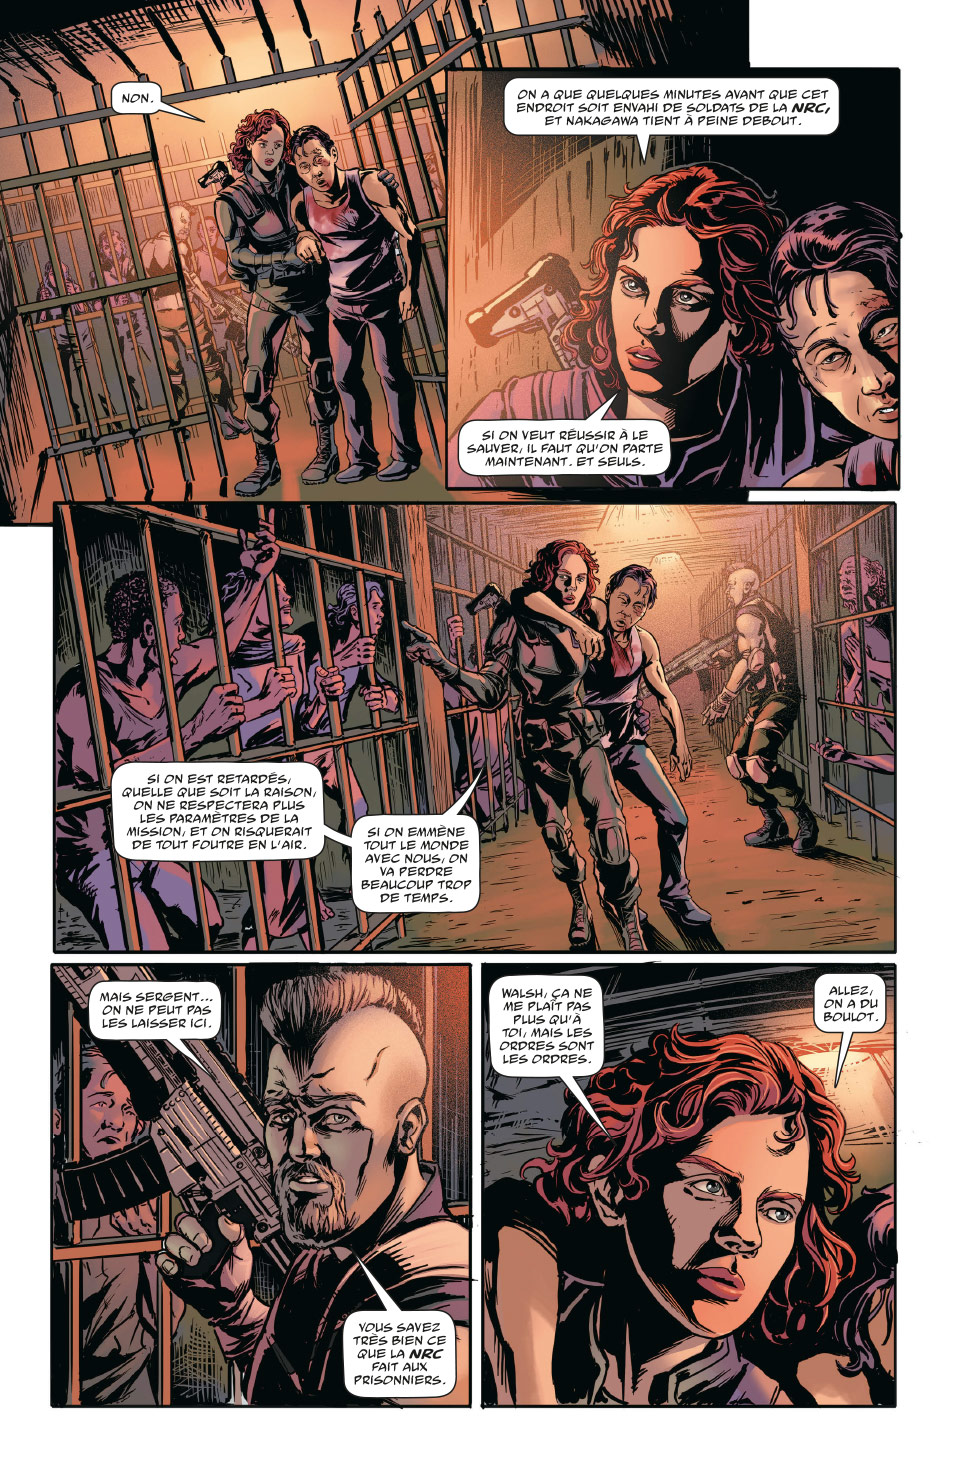 NON.
ON A QUE QUELQUES MINUTES AVANT QUE CET
ENDROIT SOIT ENVAHI DE SOLDATS DE LA NRC,
ET NAKAGAWA TIENT À PEINE DEBOUT.
SI ON VEUT RÉUSSIR À LE
SAUVER, IL FAUT QU'ON PARTE
MAINTENANT. ET SEULS.
SI ON EST RETARDÉS,
QUELLE QUE SOIT LA RAISON,
ON NE RESPECTERA PLUS
LES PARAMÈTRES DE LA
MISSION, ET ON RISQUERAIT
DE TOUT FOUTRE EN L'AIR.
SI ON EMMÈNE
TOUT LE MONDE
AVEC NOUS, ON
VA PERDRE
BEAUCOUP TROP
DE TEMPS.
MAIS SERGENT...
ON NE PEUT PAS
LES LAISSER ICI.
VOUS SAVEZ
TRÈS BIEN CE
QUE LA NRC
FAIT AUX
PRISONNIERS.
WALSH, ÇA NE
ME PLAÎT PAS
PLUS QU'À
TOI, MAIS LES
ORDRES SONT
LES ORDRES.
ALLEZ,
ON A DU
BOULOT.